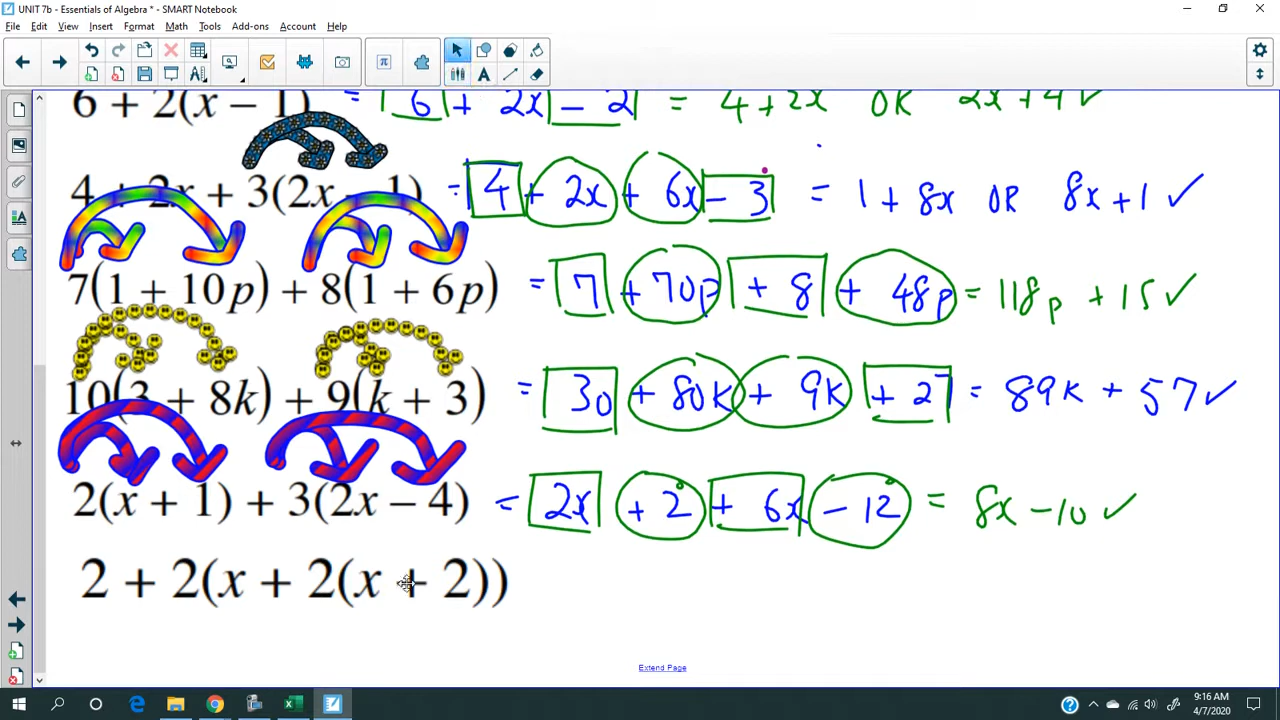 UNIT 7b - Essentials of Algebra * - SMART Notebook
File Edit View Insert Format Math Tools Add-ons Account Help
6 + 2(x − 1) = 6 + 2x − 2 = 4 + 2x OR 2x + 4 ✓
4 + 2x + 3(2x − 1) = 4 + 2x + 6x − 3 = 1 + 8x OR 8x + 1 ✓
7(1 + 10p) + 8(1 + 6p) = 7 + 70p + 8 + 48p = 118p + 15 ✓
10(3 + 8k) + 9(k + 3) = 30 + 80k + 9k + 27 = 89k + 57 ✓
2(x + 1) + 3(2x − 4) = 2x + 2 + 6x − 12 = 8x − 10 ✓
2 + 2(x + 2(x + 2))
Extend Page
9:16 AM
4/7/2020